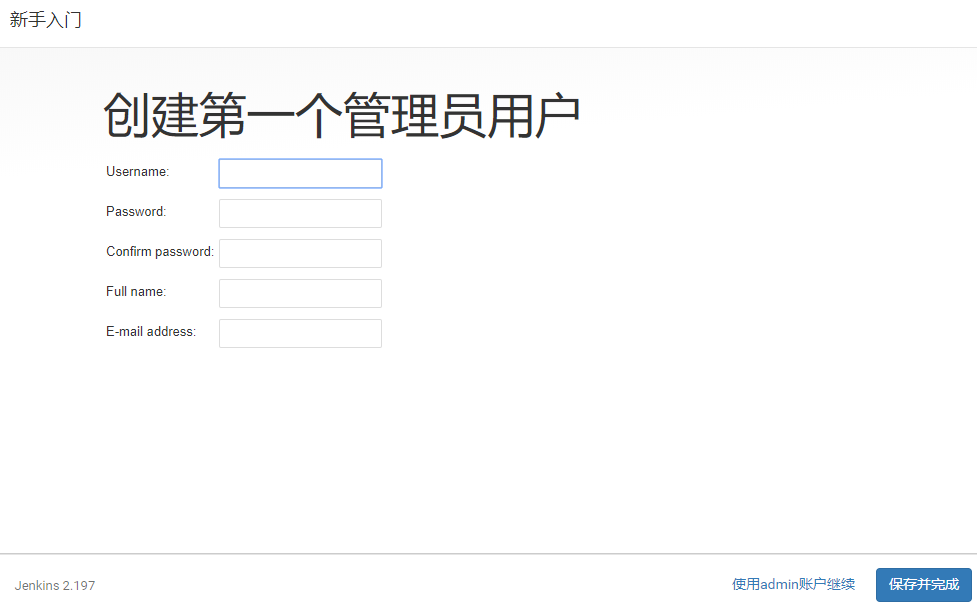 新手入门
创建第一个管理员用户
Username:
Password:
Confirm password:
Full name:
E-mail address:
Jenkins 2.197
使用admin账户继续
保存并完成